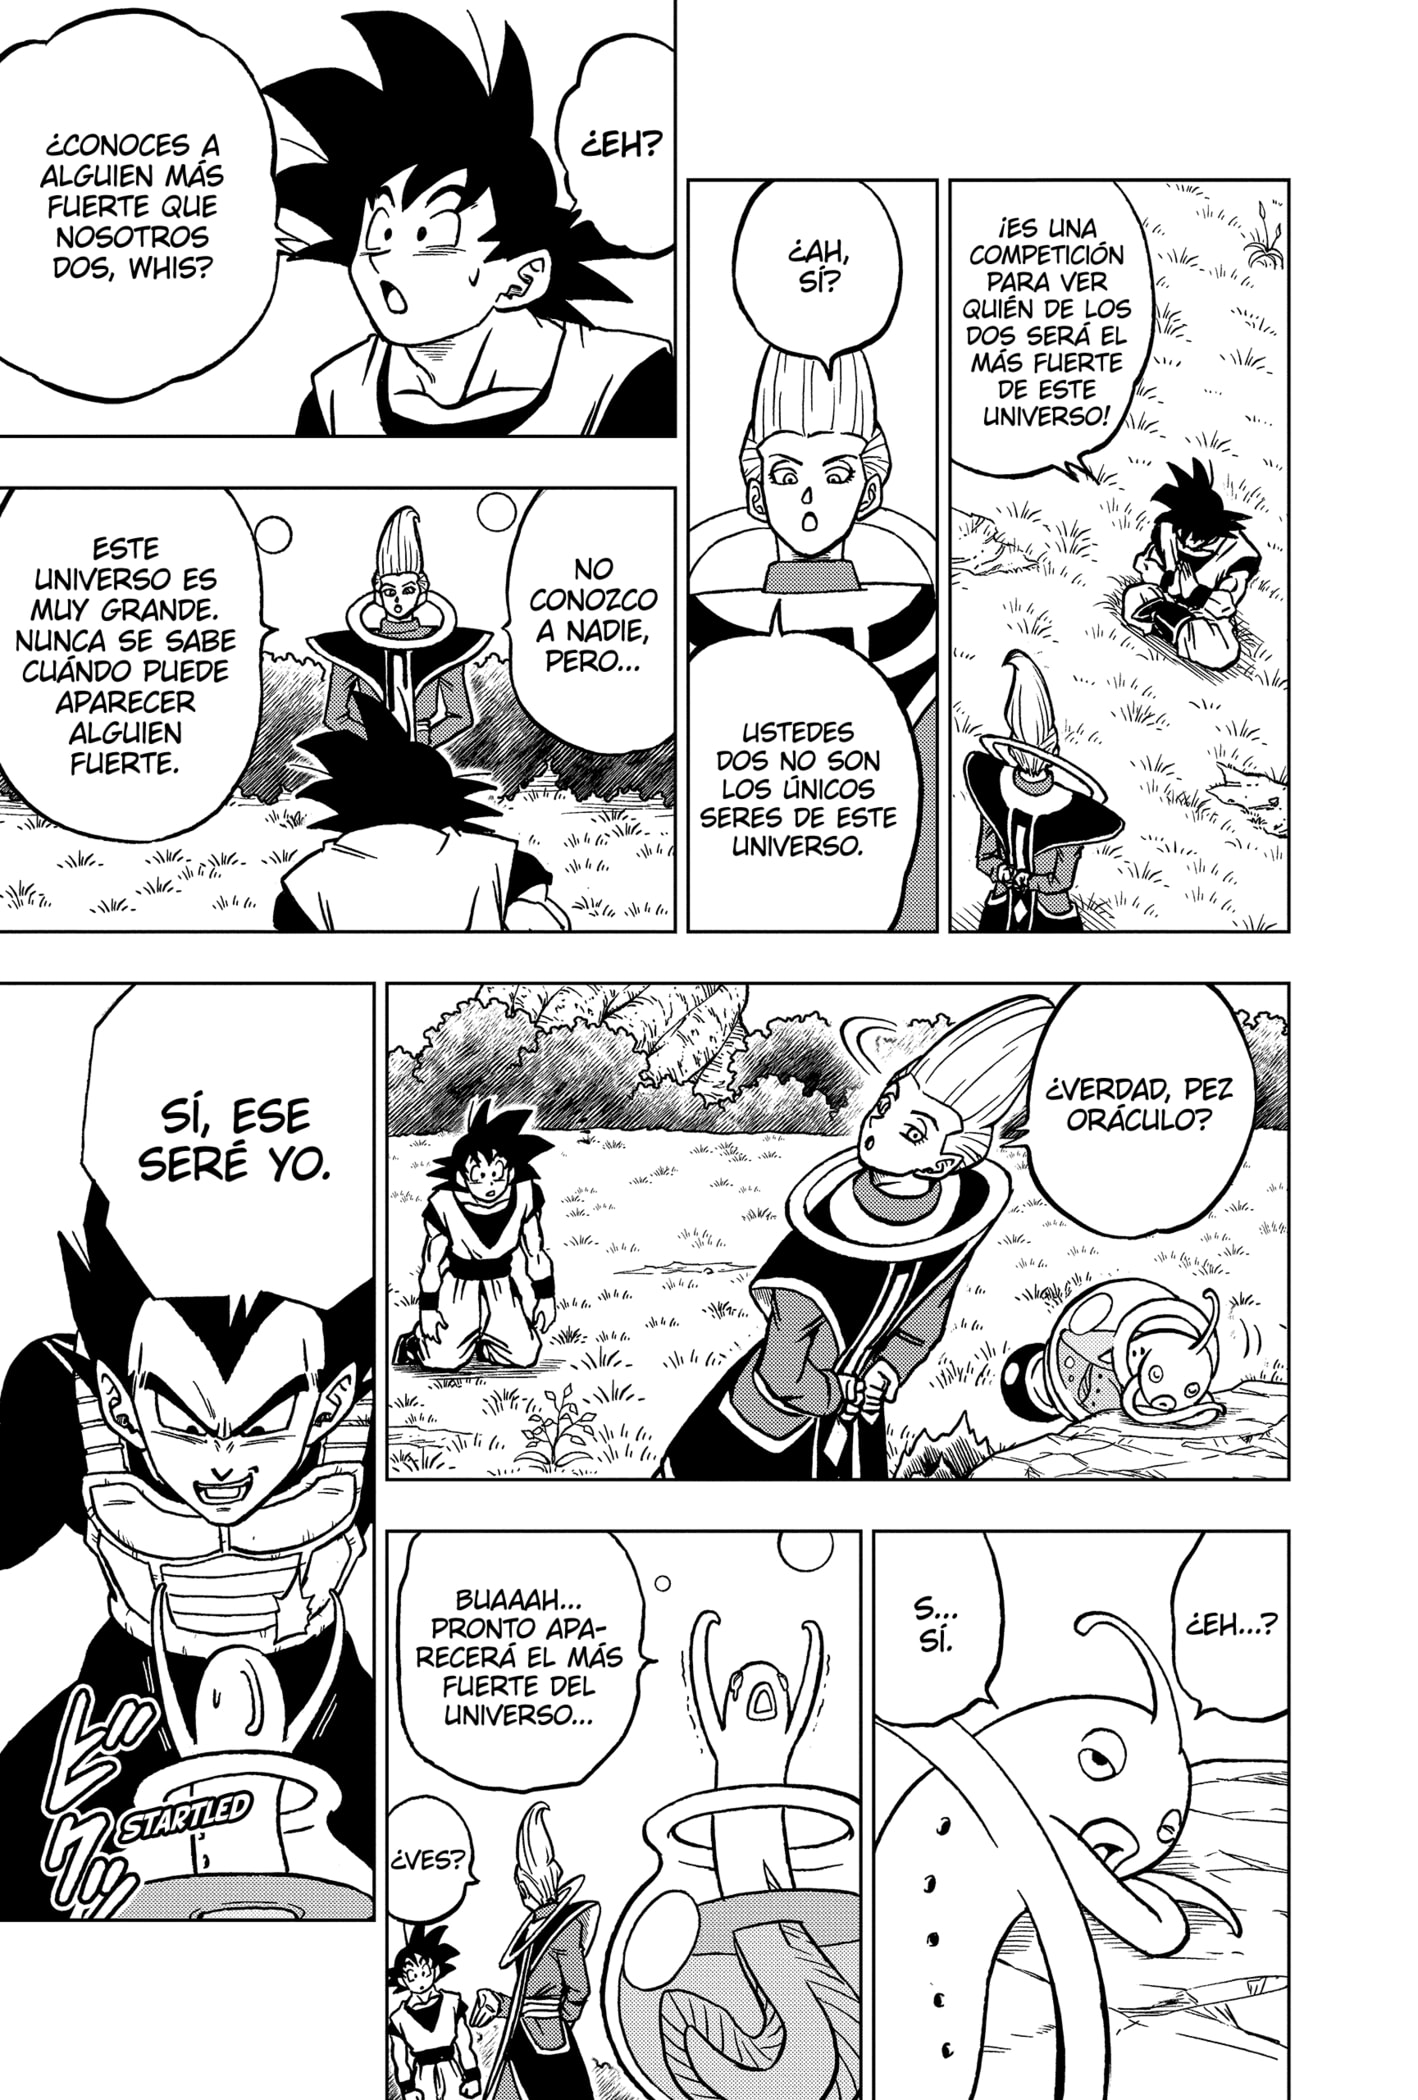 ¡ES UNA
COMPETICIÓN
PARA VER
QUIÉN DE LOS
DOS SERÁ EL
MÁS FUERTE
DE ESTE
UNIVERSO!
¿AH,
SÍ?
USTEDES
DOS NO SON
LOS ÚNICOS
SERES DE ESTE
UNIVERSO.
¿EH?
¿CONOCES A
ALGUIEN MÁS
FUERTE QUE
NOSOTROS
DOS, WHIS?
NO
CONOZCO
A NADIE,
PERO...
ESTE
UNIVERSO ES
MUY GRANDE.
NUNCA SE SABE
CUÁNDO PUEDE
APARECER
ALGUIEN
FUERTE.
¿VERDAD, PEZ
ORÁCULO?
¿EH...?
S...
SÍ.
BUAAAH...
PRONTO APA-
RECERÁ EL MÁS
FUERTE DEL
UNIVERSO...
¿VES?
SÍ, ESE
SERÉ YO.
ビクッ
STARTLED